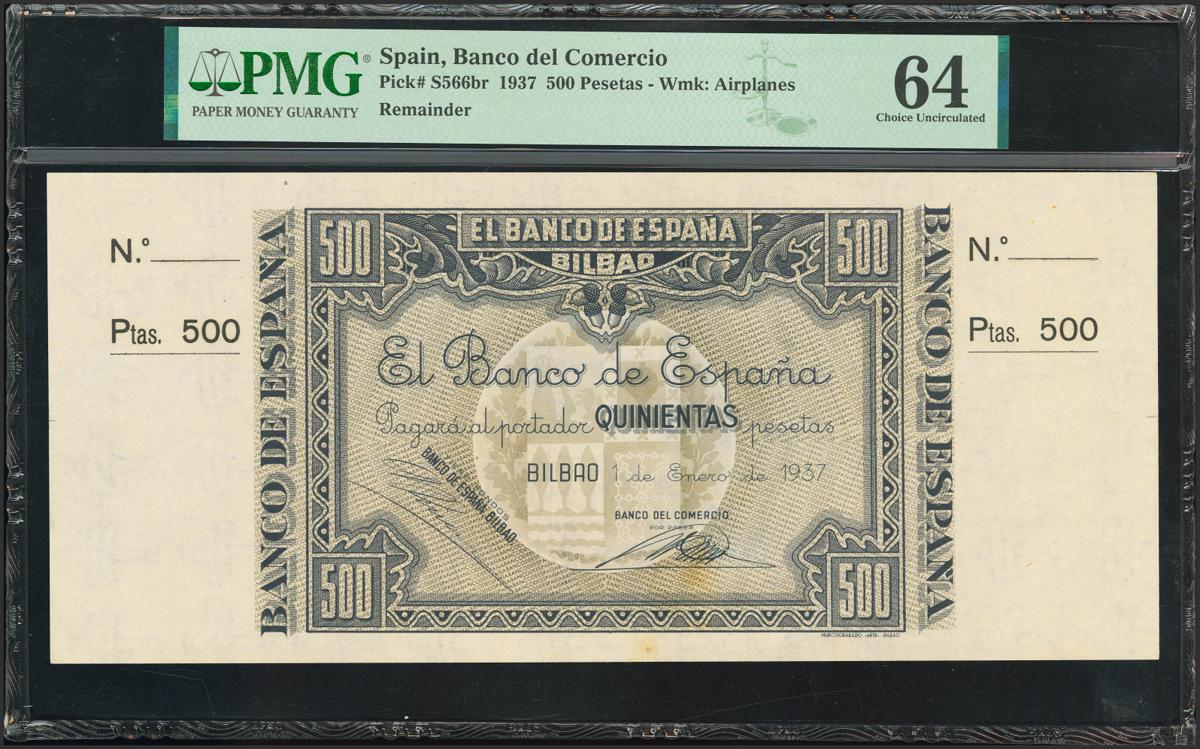 PMG®
PAPER MONEY GUARANTY
Spain, Banco del Comercio
Pick# S566br 1937 500 Pesetas - Wmk: Airplanes
Remainder
64
Choice Uncirculated
N.º
Ptas. 500
BANCO DE ESPAÑA
500
EL BANCO DE ESPAÑA
BILBAO
500
El Banco de España
Pagará al portador QUINIENTAS pesetas
BILBAO 1 de Enero de 1937
BANCO DE ESPAÑA BILBAO
BANCO DEL COMERCIO
POR PODER
500
500
HUECOGRABADO -ARTE- BILBAO
BANCO DE ESPAÑA
N.º
Ptas. 500